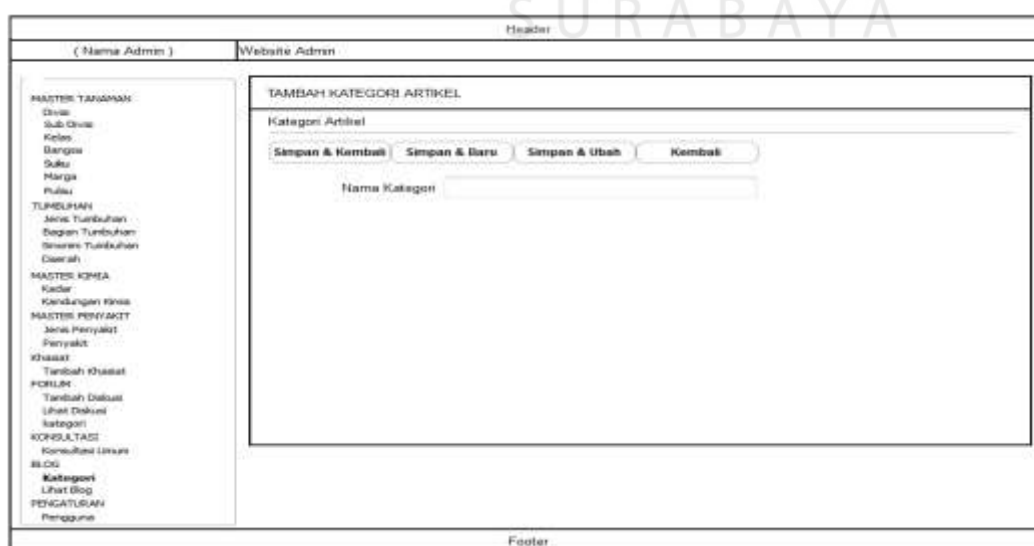 SURABAYA
Header
( Nama Admin )
Website Admin
MASTER TANAMAN
Divisi
Sub Divisi
Kelas
Bangsa
Suku
Marga
Pulau
TUMBUHAN
Jenis Tumbuhan
Bagian Tumbuhan
Sinonim Tumbuhan
Daerah
MASTER KIMIA
Kadar
Kandungan Kimia
MASTER PENYAKIT
Jenis Penyakit
Penyakit
Khasiat
Tambah Khasiat
FORUM
Tambah Diskusi
Lihat Diskusi
kategori
KONSULTASI
Konsultasi Umum
BLOG
Kategori
Lihat Blog
PENGATURAN
Pengguna
TAMBAH KATEGORI ARTIKEL
Kategori Artikel
Simpan & Kembali Simpan & Baru Simpan & Ubah Kembali
Nama Kategori
Footer